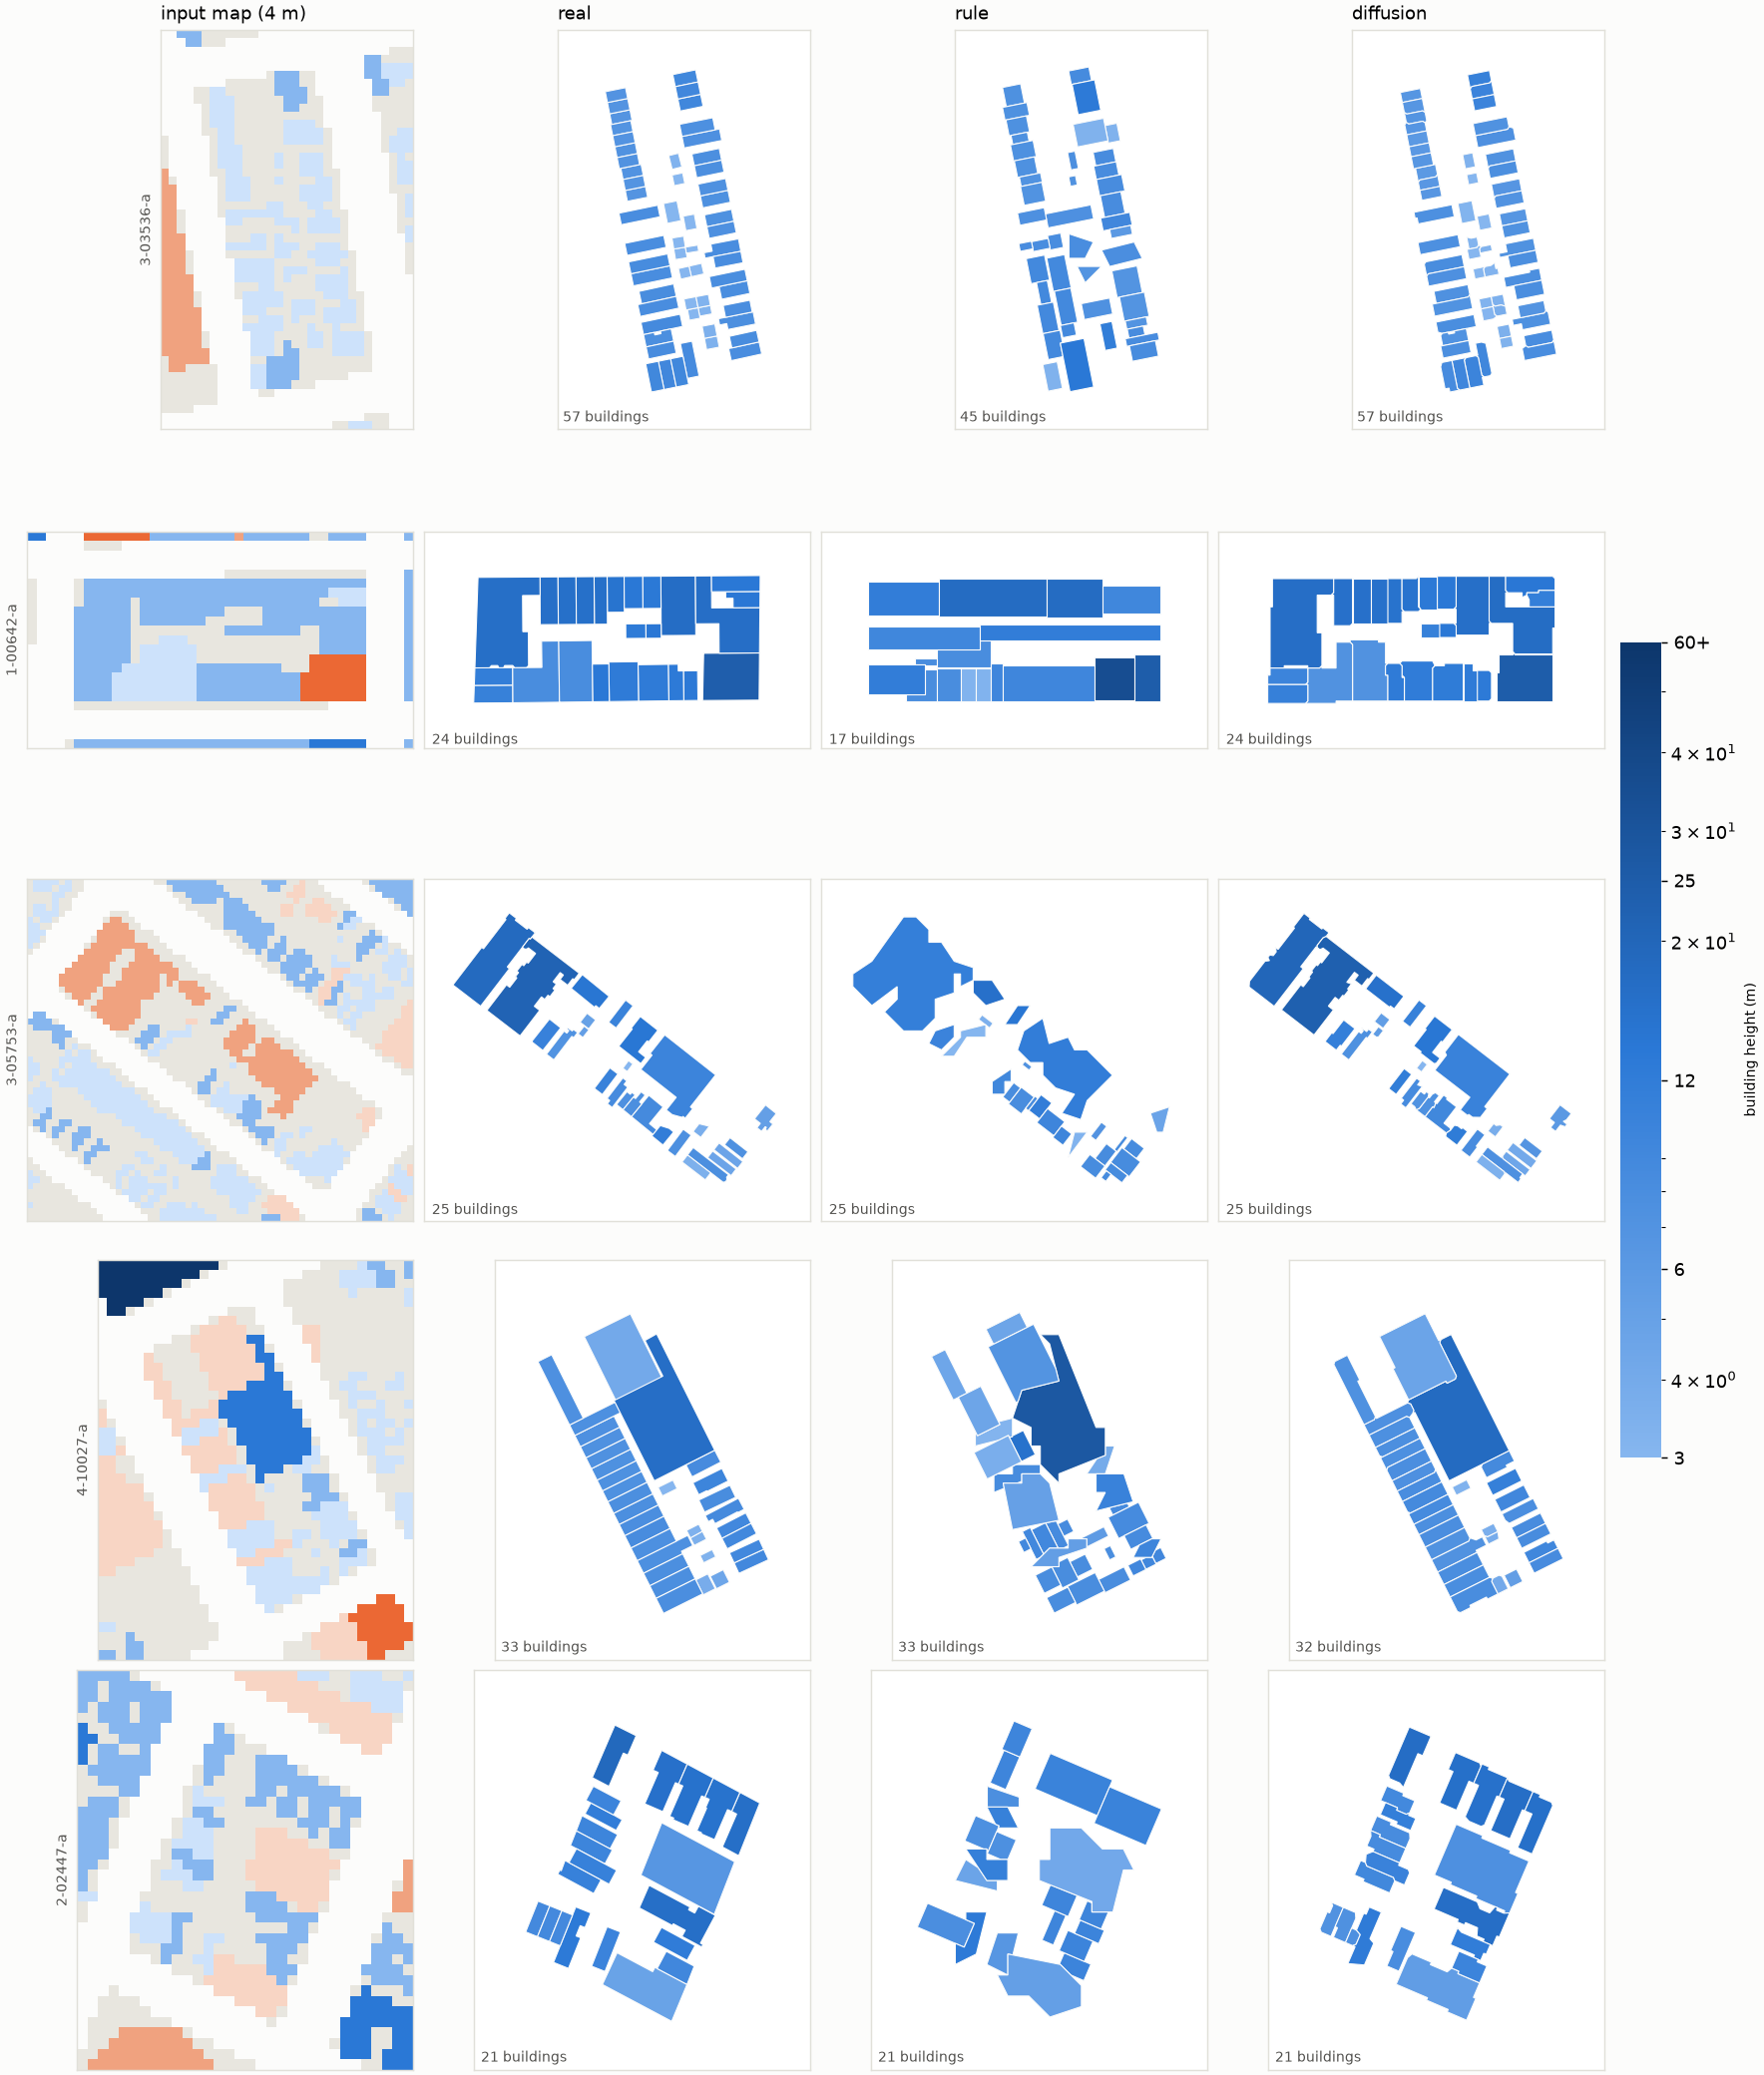 input map (4 m)
real
rule
diffusion
3-03536-a
57 buildings
45 buildings
57 buildings
1-00642-a
24 buildings
17 buildings
24 buildings
3-05753-a
25 buildings
25 buildings
25 buildings
4-10027-a
33 buildings
33 buildings
32 buildings
2-02447-a
21 buildings
21 buildings
21 buildings
60+
4 × 10¹
3 × 10¹
25
2 × 10¹
12
6
4 × 10⁰
3
building height (m)